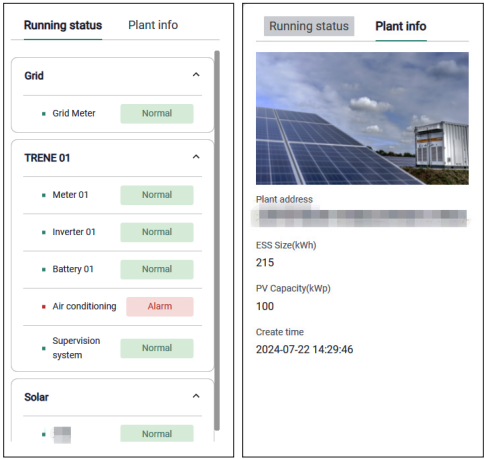 Running status Plant info
Grid
Grid Meter Normal
TRENE 01
Meter 01 Normal
Inverter 01 Normal
Battery 01 Normal
Air conditioning Alarm
Supervision
system Normal
Solar
Normal
Running status Plant info
Plant address
ESS Size(kWh)
215
PV Capacity(kWp)
100
Create time
2024-07-22 14:29:46